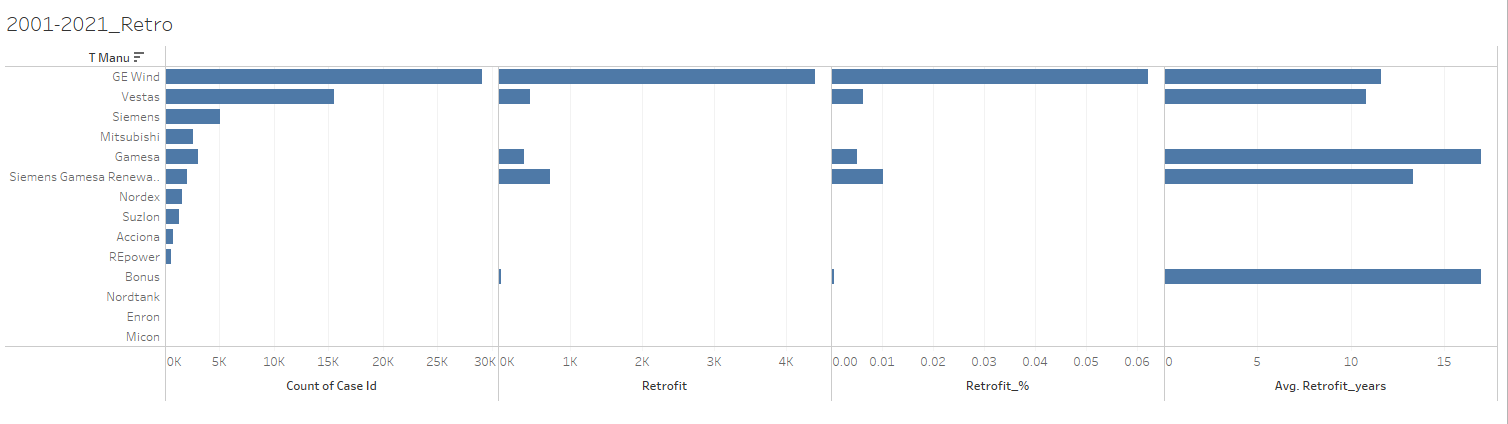 2001-2021_Retro
T Manu
GE Wind
Vestas
Siemens
Mitsubishi
Gamesa
Siemens Gamesa Renewa..
Nordex
Suzlon
Acciona
REpower
Bonus
Nordtank
Enron
Micon
0K 5K 10K 15K 20K 25K 30K 0K 1K 2K 3K 4K 0.00 0.01 0.02 0.03 0.04 0.05 0.06 0 5 10 15
Count of Case Id Retrofit Retrofit_% Avg. Retrofit_years